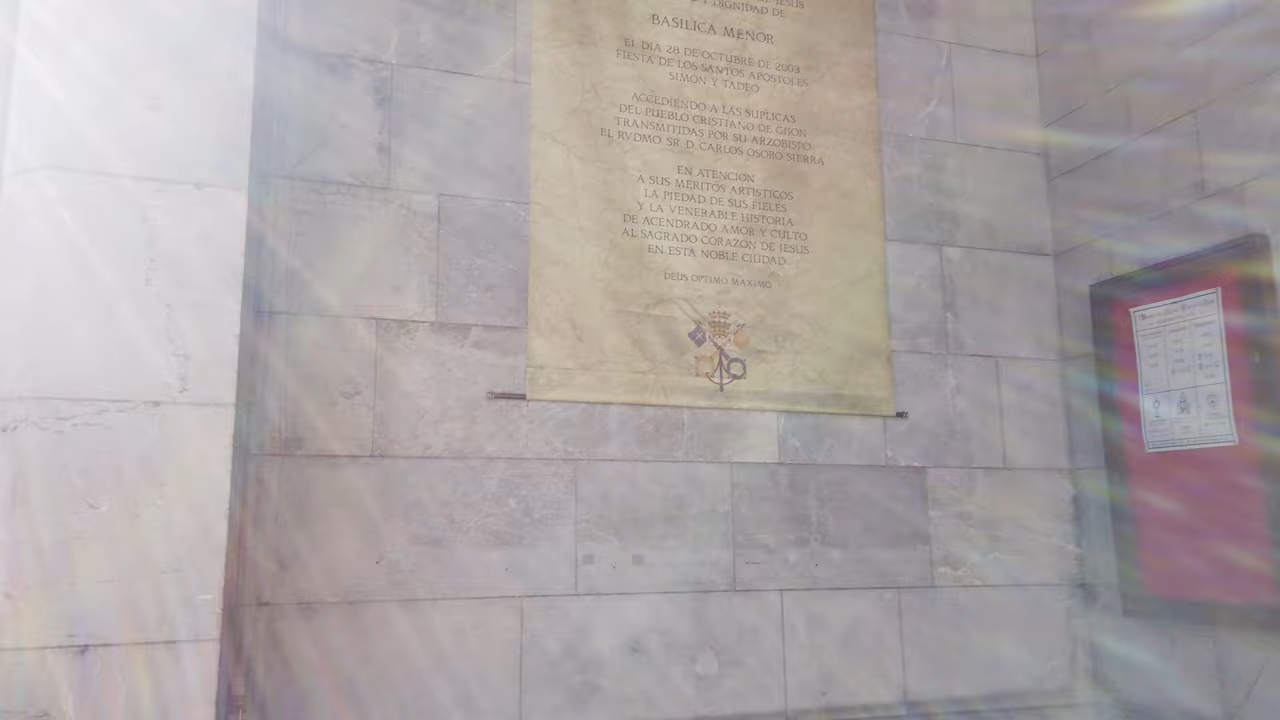 JESUS
Y DIGNIDAD DE
BASILICA MENOR
EL DIA 28 DE OCTUBRE DE 2003
FIESTA DE LOS SANTOS APOSTOLES
SIMON Y TADEO
ACCEDIENDO A LAS SUPLICAS
DEL PUEBLO CRISTIANO DE GIJON
TRANSMITIDAS POR SU ARZOBISPO
EL RVDMO SR. D. CARLOS OSORO SIERRA
EN ATENCION
A SUS MERITOS ARTISTICOS
LA PIEDAD DE SUS FIELES
Y LA VENERABLE HISTORIA
DE ACENDRADO AMOR Y CULTO
AL SAGRADO CORAZON DE JESUS
EN ESTA NOBLE CIUDAD
DEUS OPTIMO MAXIMO